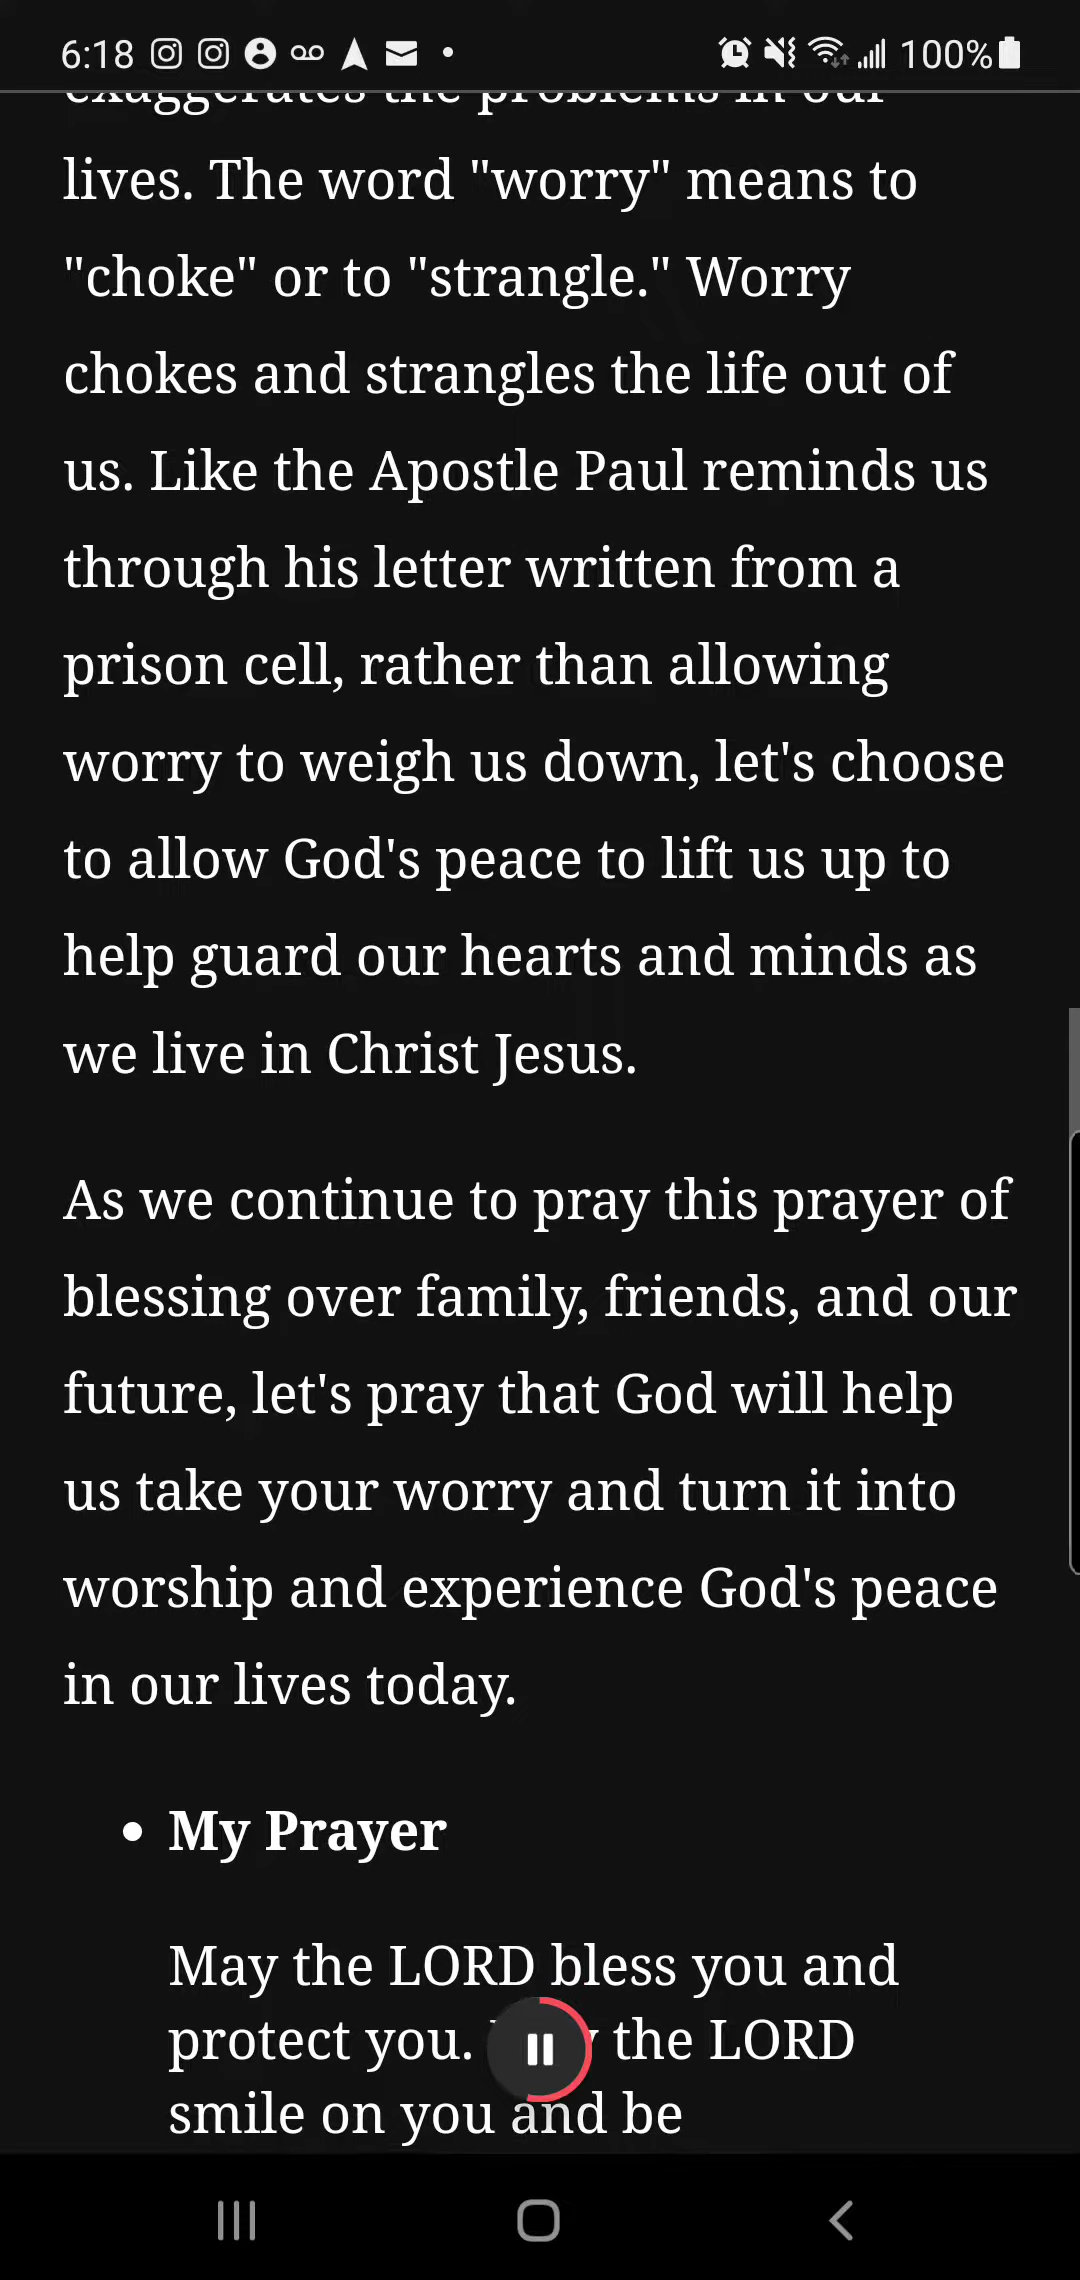 6:18 100%
exaggerates the problems in our
lives. The word "worry" means to
"choke" or to "strangle." Worry
chokes and strangles the life out of
us. Like the Apostle Paul reminds us
through his letter written from a
prison cell, rather than allowing
worry to weigh us down, let's choose
to allow God's peace to lift us up to
help guard our hearts and minds as
we live in Christ Jesus.
As we continue to pray this prayer of
blessing over family, friends, and our
future, let's pray that God will help
us take your worry and turn it into
worship and experience God's peace
in our lives today.
• My Prayer
May the LORD bless you and
protect you. the LORD
smile on you and be